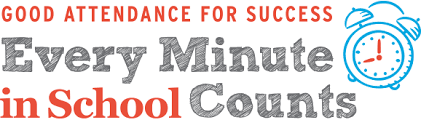 GOOD ATTENDANCE FOR SUCCESS
Every Minute
in School Counts